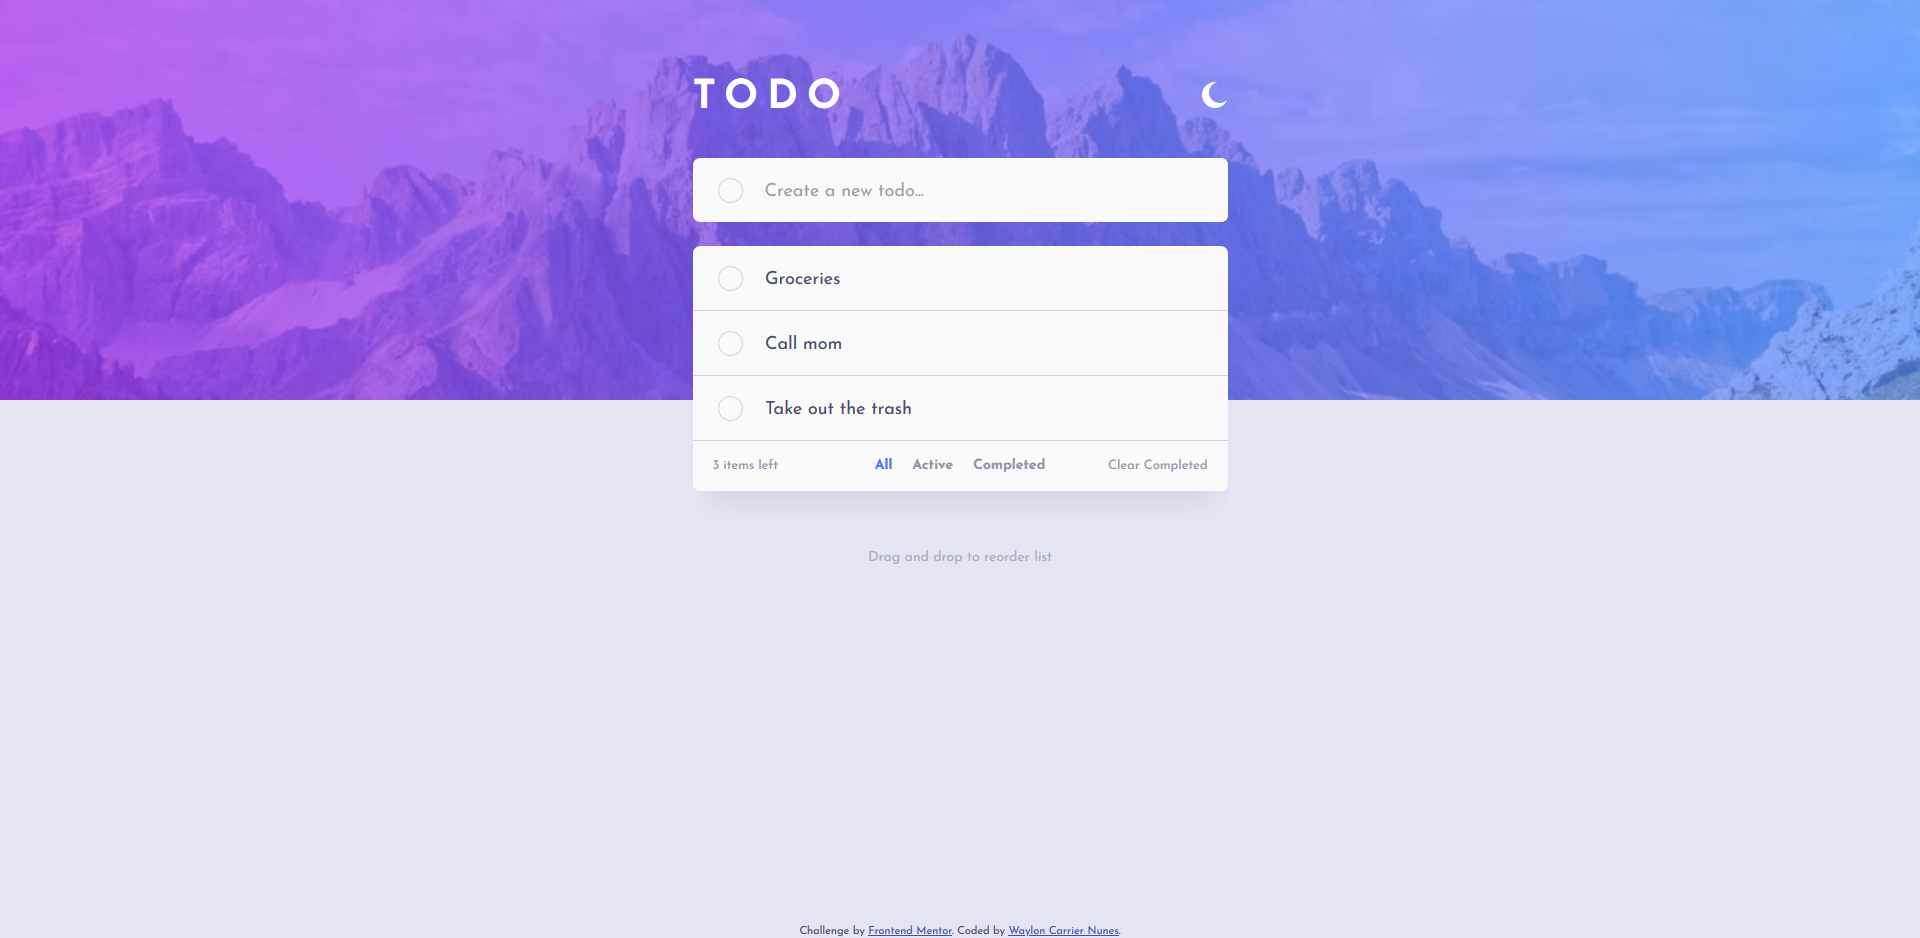 TODO
Create a new todo...
Groceries
Call mom
Take out the trash
3 items left All Active Completed Clear Completed
Drag and drop to reorder list
Challenge by Frontend Mentor. Coded by Waylon Carrier Nunes.